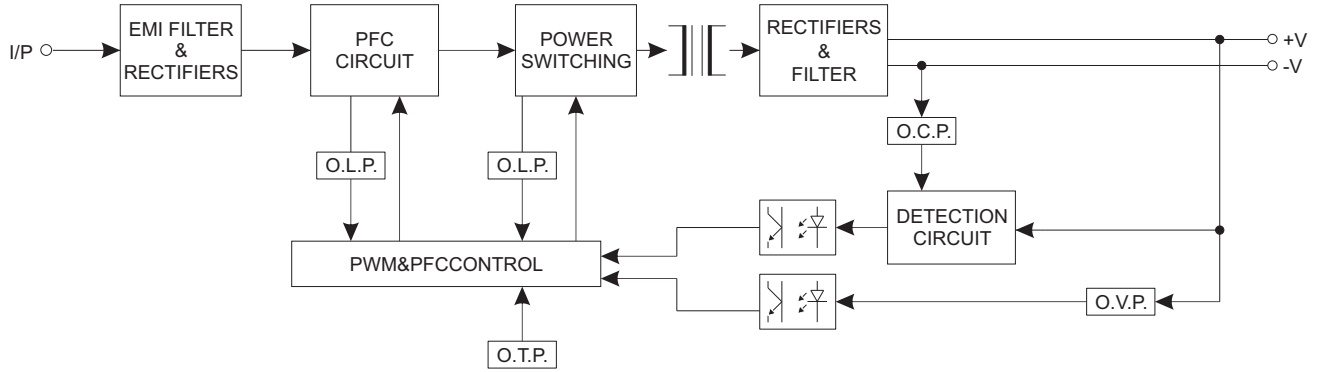 I/P
EMI FILTER
&
RECTIFIERS
PFC
CIRCUIT
POWER
SWITCHING
RECTIFIERS
&
FILTER
+V
-V
O.C.P.
O.L.P.
O.L.P.
DETECTION
CIRCUIT
PWM&PFCCONTROL
O.V.P.
O.T.P.